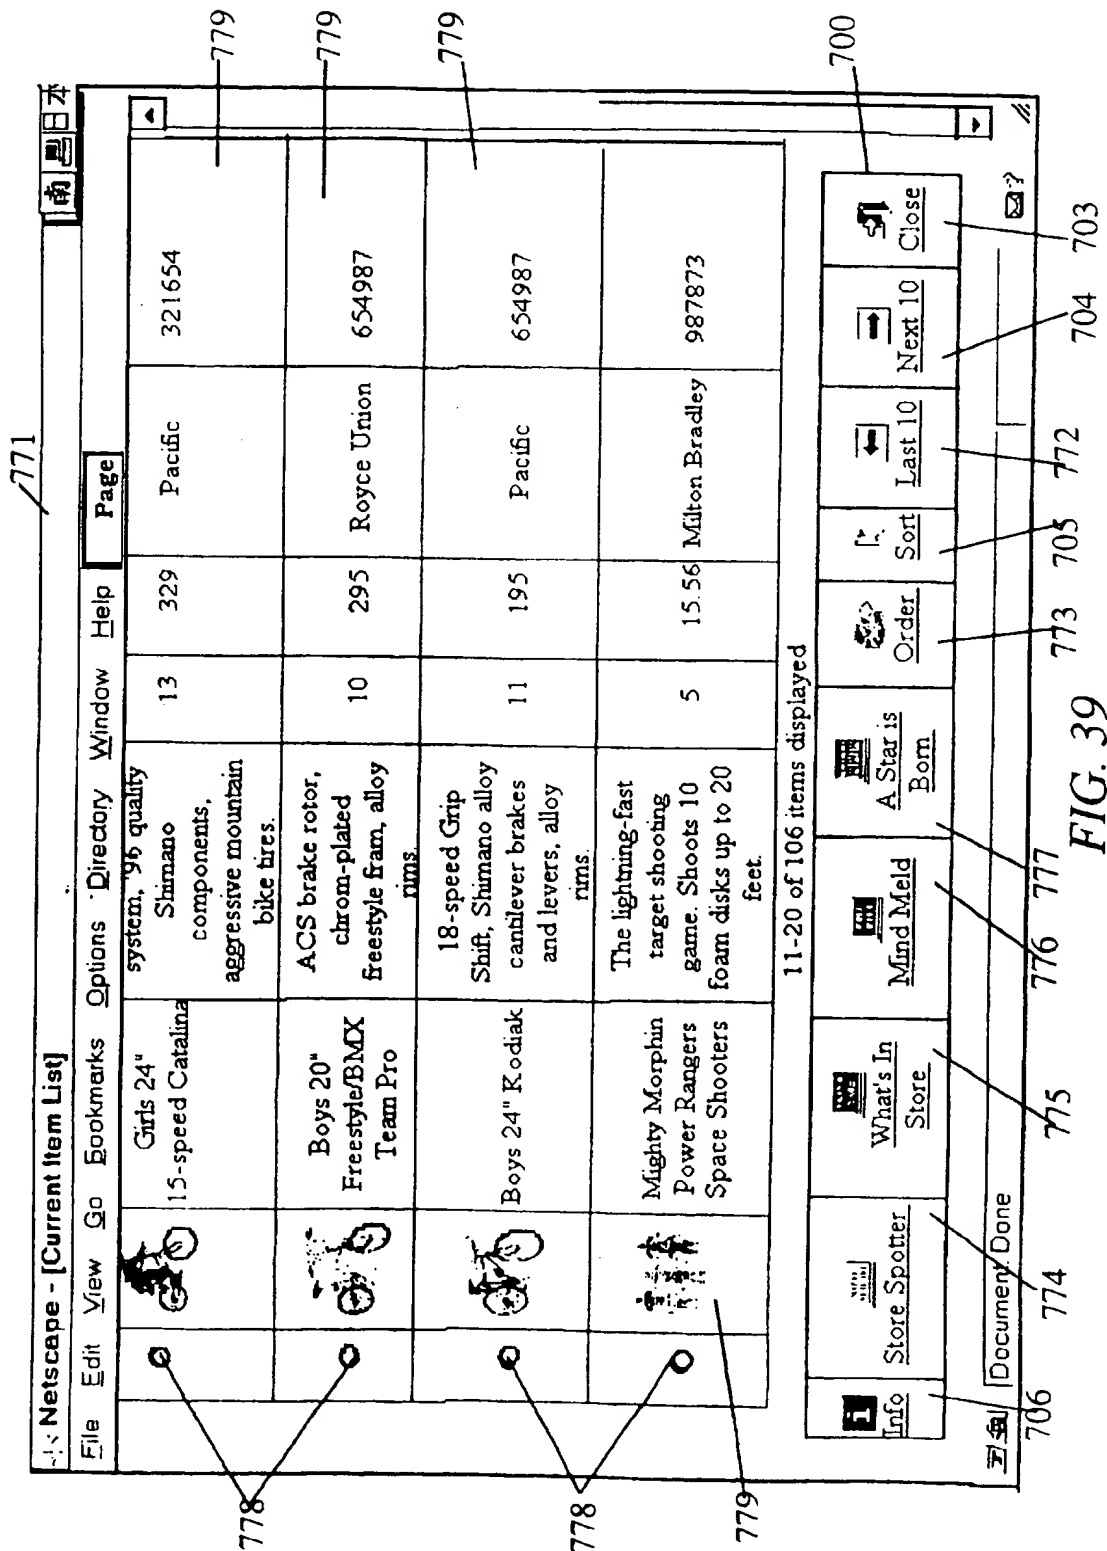 771
Netscape - [Current Item List]
File Edit View Go Bookmarks Options Directory Window Help Page
Girls 24"
15-speed Catalina
system, '96 quality
Shimano
components,
aggressive mountain
bike tires.
13
329
Pacific
321654
Boys 20"
Freestyle/BMX
Team Pro
ACS brake rotor,
chrom-plated
freestyle fram, alloy
rims.
10
295
Royce Union
654987
Boys 24" Kodiak
18-speed Grip
Shift, Shimano alloy
cantilever brakes
and levers, alloy
rims.
11
195
Pacific
654987
Mighty Morphin
Power Rangers
Space Shooters
The lighting-fast
target shooting
game. Shoots 10
foam disks up to 20
feet.
5
15.56
Milton Bradley
987873
11-20 of 106 items displayed
Info
Store Spotter
What's In
Store
Mind Meld
A Star is
Born
Order
Sort
Last 10
Next 10
Close
Document Done
778
778
779
779
779
779
700
706
774
775
776
777
773
705
772
704
703
FIG. 39